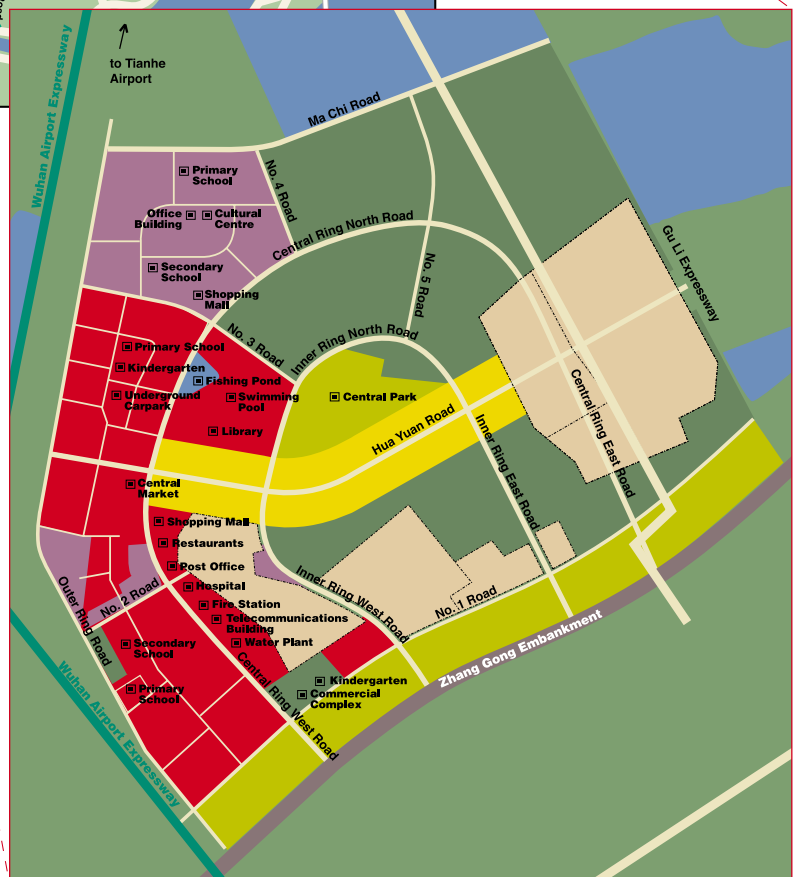 to Tianhe
Airport
Wuhan Airport Expressway
Ma Chi Road
Primary
School
No. 4 Road
Office
Building
Cultural
Centre
Central Ring North Road
Gu Li Expressway
Secondary
School
No. 5 Road
Shopping
Mall
No. 3 Road
Inner Ring North Road
Primary School
Kindergarten
Fishing Pond
Underground
Carpark
Swimming
Pool
Central Park
Library
Hua Yuan Road
Central Ring East Road
Inner Ring East Road
Central
Market
Shopping Mall
Restaurants
Post Office
Hospital
Inner Ring West Road
No. 1 Road
Outer Ring Road
No. 2 Road
Fire Station
Telecommunications
Building
Water Plant
Secondary
School
Zhang Gong Embankment
Central Ring West Road
Kindergarten
Commercial
Complex
Primary
School
Wuhan Airport Expressway